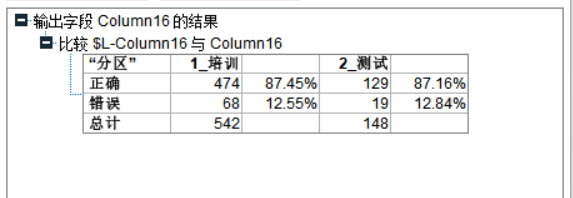 输出字段 Column16 的结果
比较 $L-Column16 与 Column16
“分区” 1_培训 2_测试
正确 474 87.45% 129 87.16%
错误 68 12.55% 19 12.84%
总计 542 148